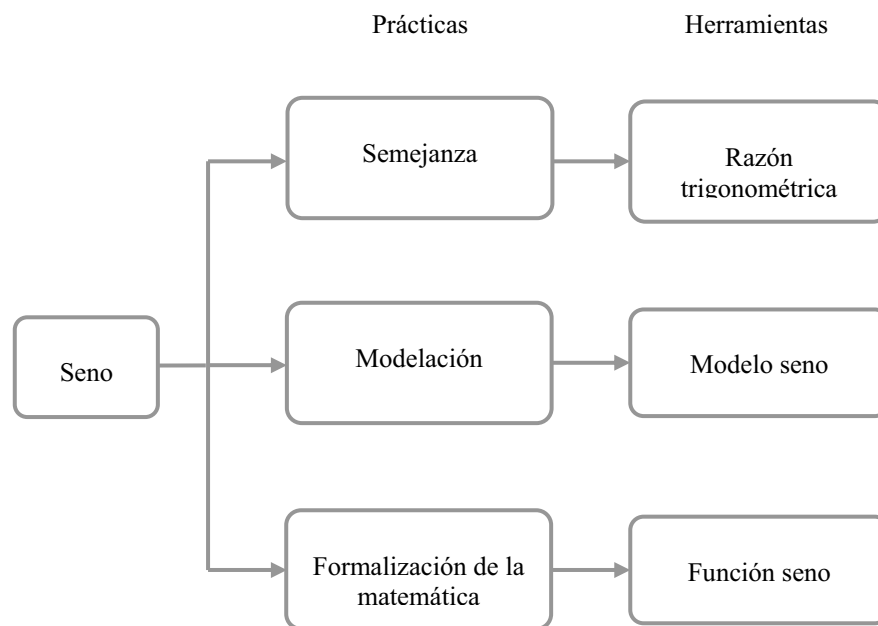 Prácticas
Herramientas
Semejanza
Razón
trigonométrica
Seno
Modelación
Modelo seno
Formalización de la
matemática
Función seno